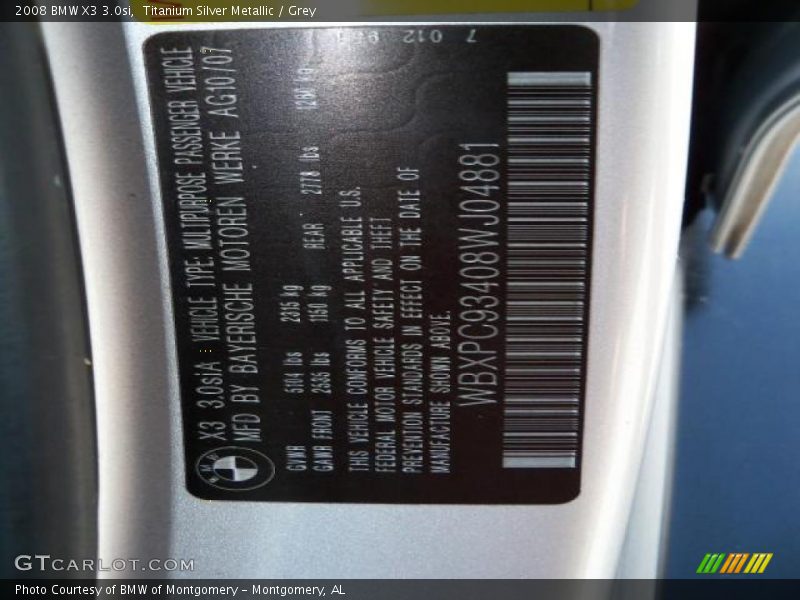 2008 BMW X3 3.0si, Titanium Silver Metallic / Grey
X3 3.0si/A VEHICLE TYPE: MULTIPURPOSE PASSENGER VEHICLE
MFD BY BAYERISCHE MOTOREN WERKE AG10/07
GVWR 5104 lbs 2315 kg
GAWR FRONT 2535 lbs 1150 kg REAR 2778 lbs 1260 kg
THIS VEHICLE CONFORMS TO ALL APPLICABLE U.S.
FEDERAL MOTOR VEHICLE SAFETY AND THEFT
PREVENTION STANDARDS IN EFFECT ON THE DATE OF
MANUFACTURE SHOWN ABOVE.
WBXPC93408WJ04881
7 012
GTCARLOT.COM
Photo Courtesy of BMW of Montgomery – Montgomery, AL